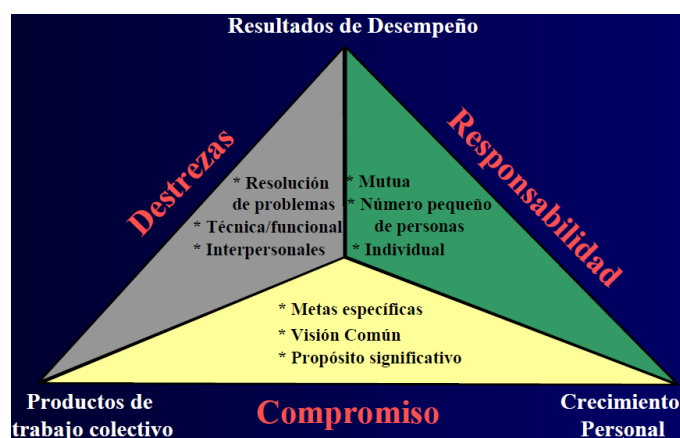 Resultados de Desempeño
Destrezas
Responsabilidad
* Resolución
de problemas
* Técnica/funcional
* Interpersonales
* Mutua
* Número pequeño
de personas
* Individual
* Metas específicas
* Visión Común
* Propósito significativo
Productos de
trabajo colectivo
Compromiso
Crecimiento
Personal